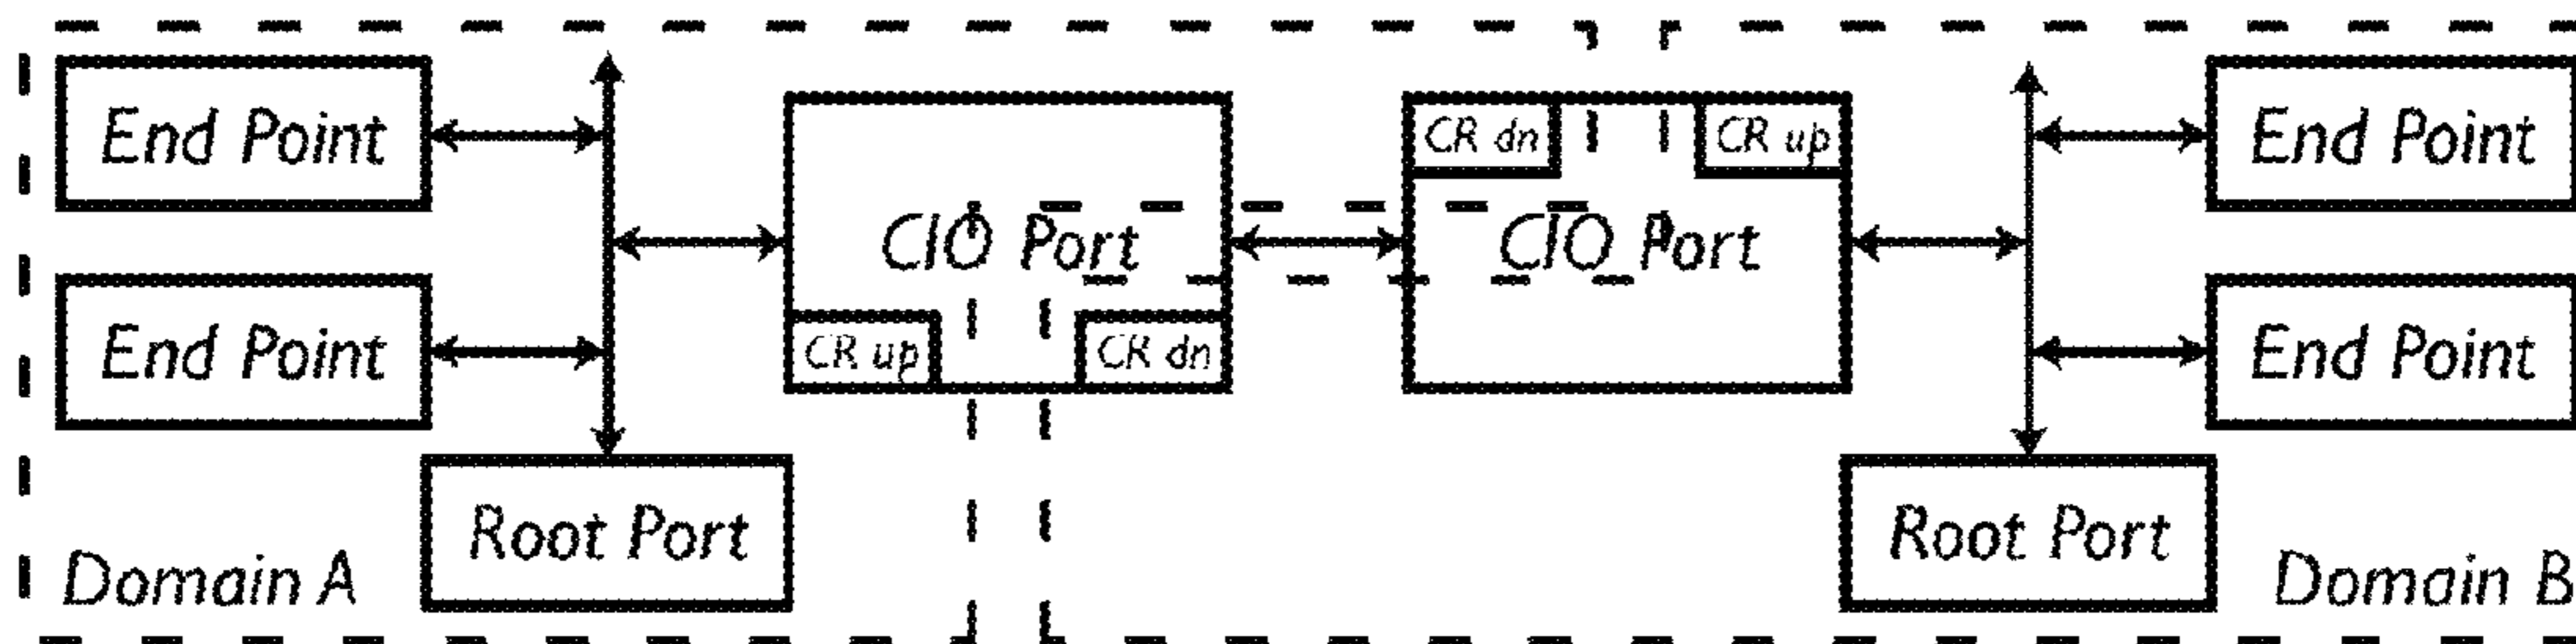 End Point
CR dn
CR up
End Point
CIO Port
CIO Port
End Point
CR up
CR dn
End Point
Root Port
Root Port
Domain A
Domain B